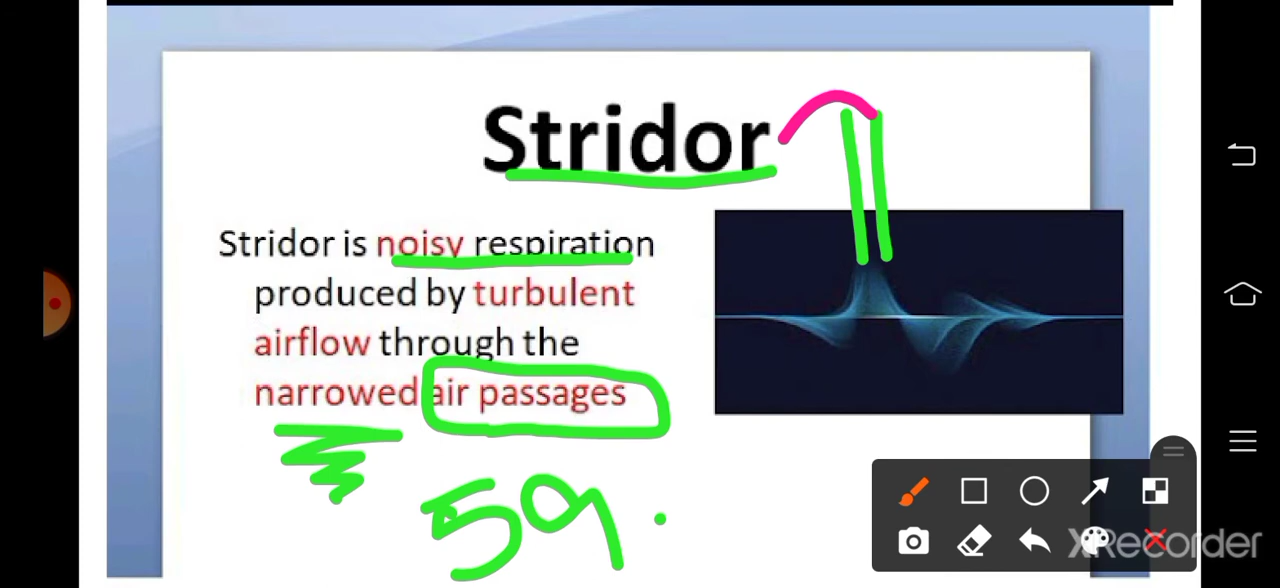 Stridor
Stridor is noisy respiration
produced by turbulent
airflow through the
narrowed air passages
59.
XRecorder